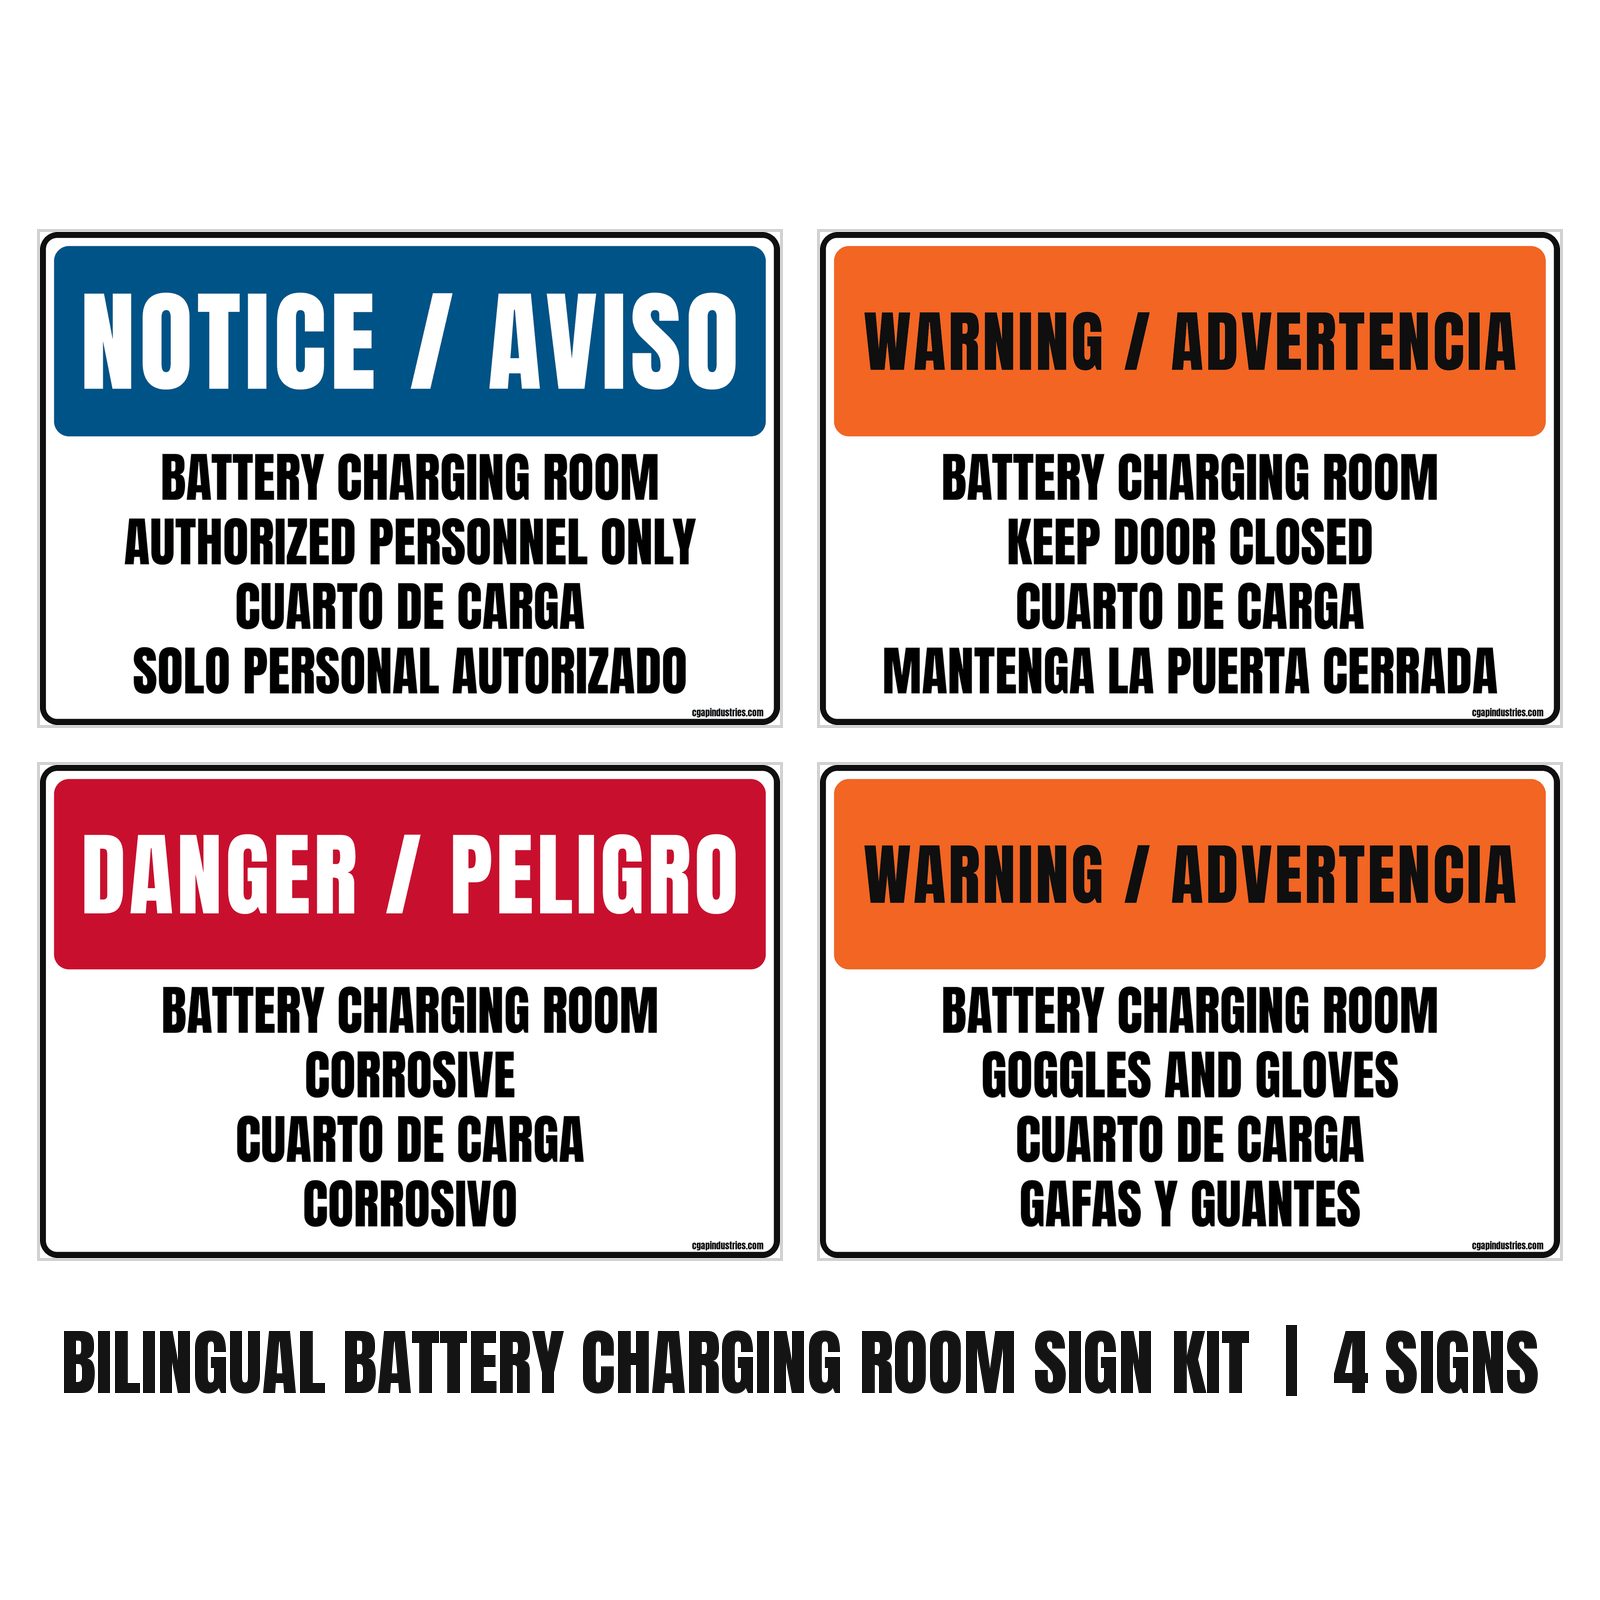 NOTICE / AVISO
BATTERY CHARGING ROOM
AUTHORIZED PERSONNEL ONLY
CUARTO DE CARGA
SOLO PERSONAL AUTORIZADO
cgapindustries.com
WARNING / ADVERTENCIA
BATTERY CHARGING ROOM
KEEP DOOR CLOSED
CUARTO DE CARGA
MANTENGA LA PUERTA CERRADA
cgapindustries.com
DANGER / PELIGRO
BATTERY CHARGING ROOM
CORROSIVE
CUARTO DE CARGA
CORROSIVO
cgapindustries.com
WARNING / ADVERTENCIA
BATTERY CHARGING ROOM
GOGGLES AND GLOVES
CUARTO DE CARGA
GAFAS Y GUANTES
cgapindustries.com
BILINGUAL BATTERY CHARGING ROOM SIGN KIT | 4 SIGNS